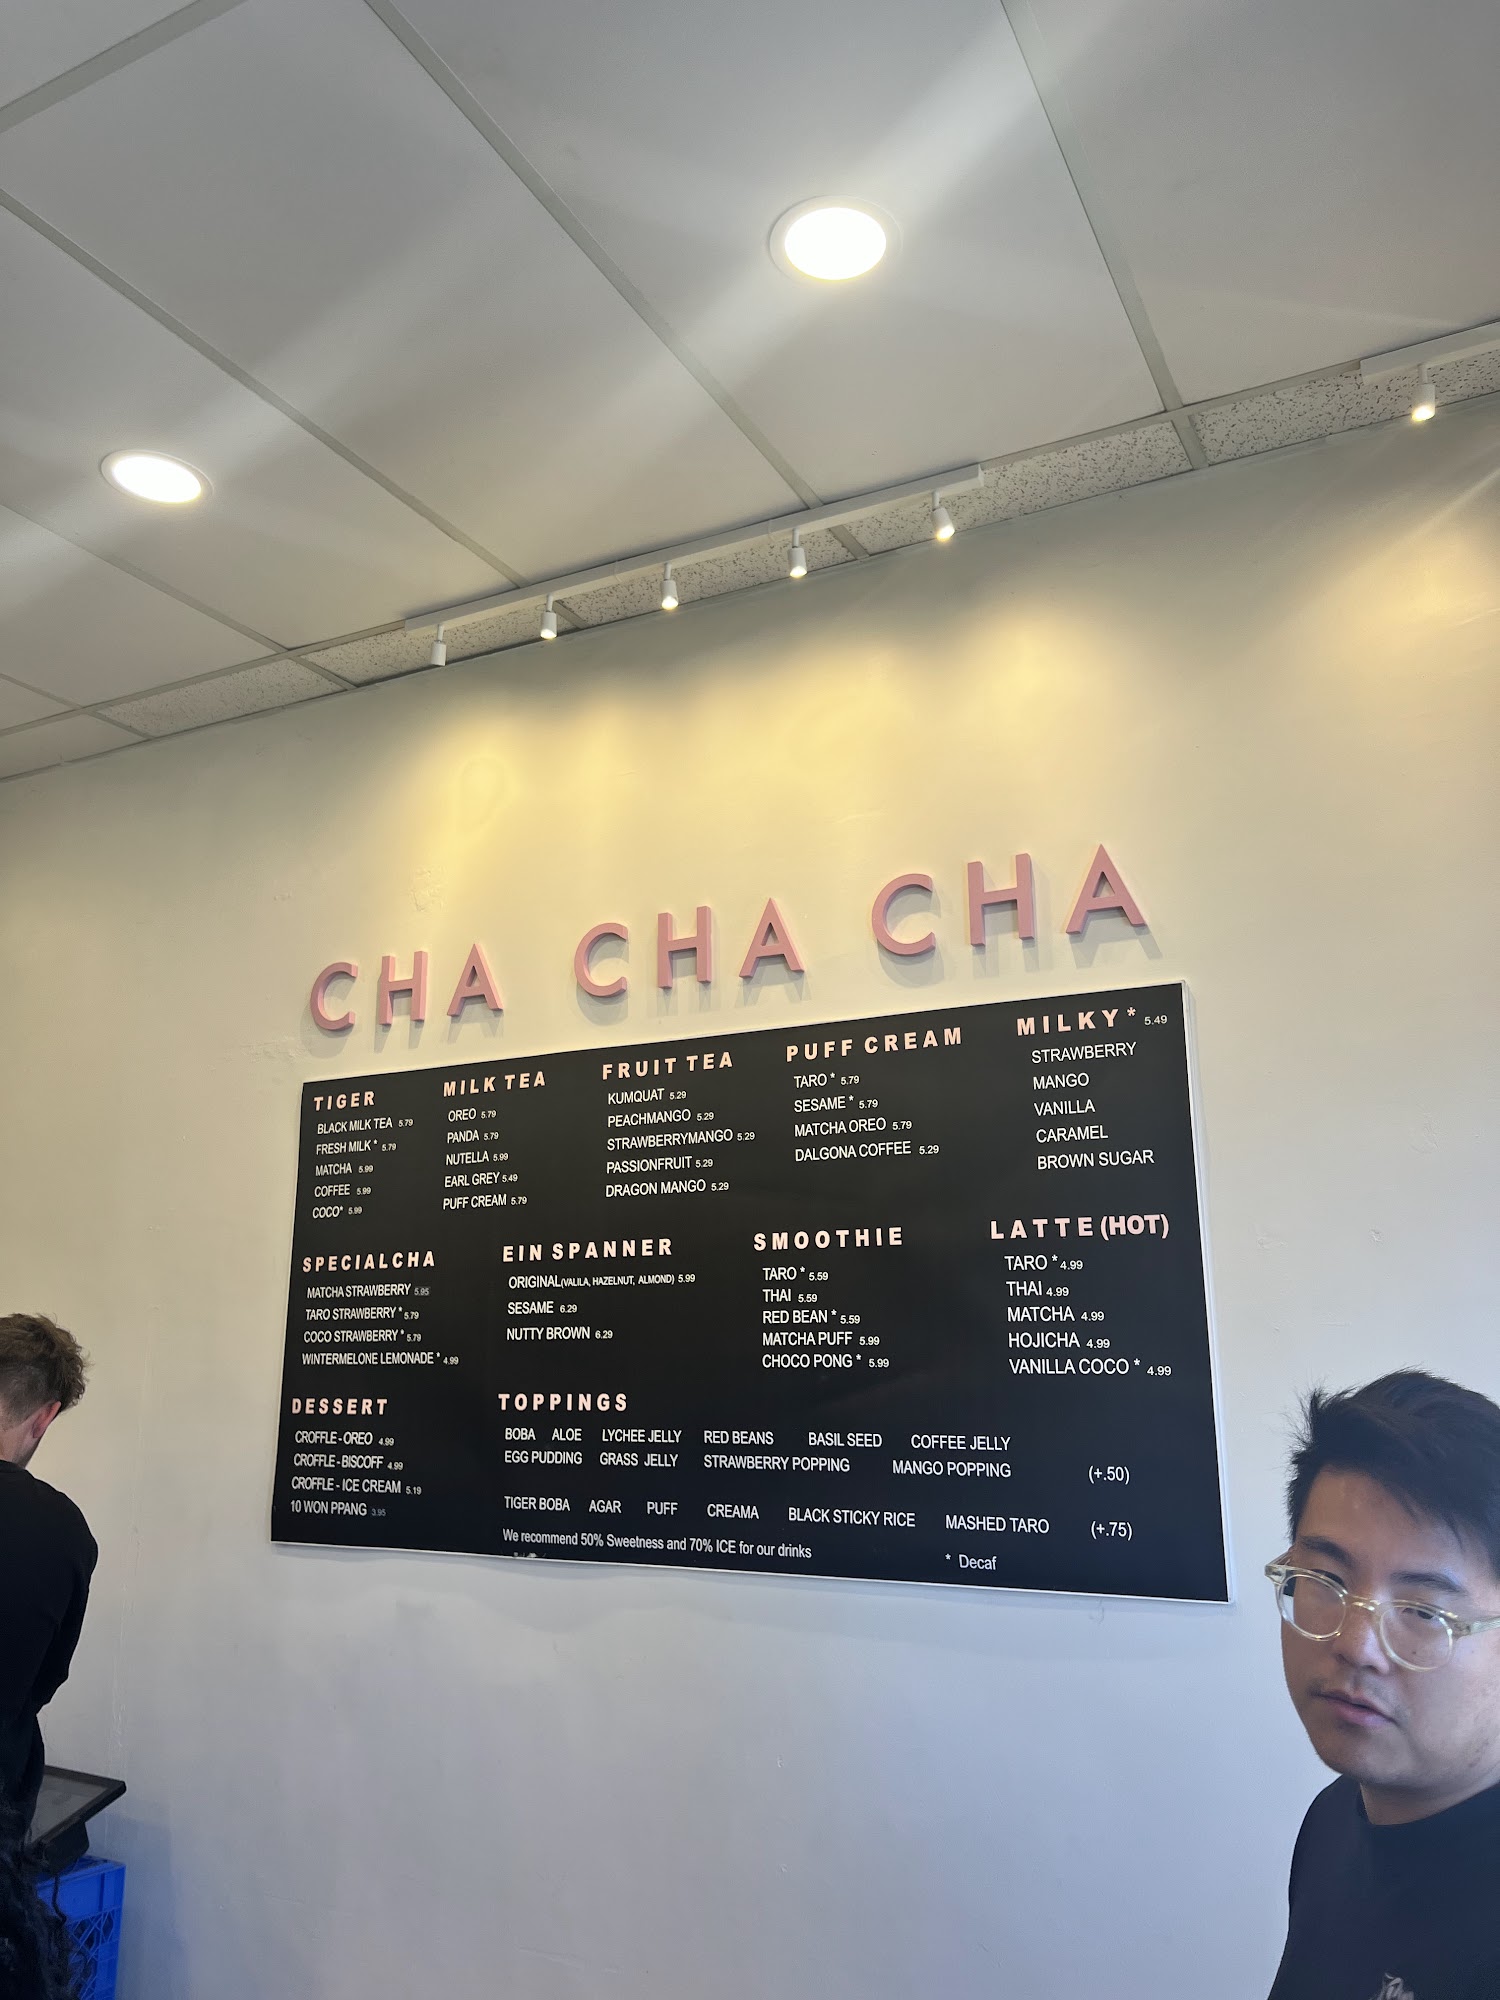 CHA CHA CHA
TIGER
BLACK MILK TEA 5.79
FRESH MILK * 5.79
MATCHA 5.99
COFFEE 5.99
COCO* 5.99
MILK TEA
OREO 5.79
PANDA 5.79
NUTELLA 5.99
EARL GREY 5.49
PUFF CREAM 5.79
FRUIT TEA
KUMQUAT 5.29
PEACHMANGO 5.29
STRAWBERRYMANGO 5.29
PASSIONFRUIT 5.29
DRAGON MANGO 5.29
PUFF CREAM
TARO * 5.79
SESAME * 5.79
MATCHA OREO 5.79
DALGONA COFFEE 5.29
MILKY * 5.49
STRAWBERRY
MANGO
VANILLA
CARAMEL
BROWN SUGAR
SPECIALCHA
MATCHA STRAWBERRY 5.95
TARO STRAWBERRY * 5.79
COCO STRAWBERRY * 5.79
WINTERMELONE LEMONADE * 4.99
EIN SPANNER
ORIGINAL(VALILA, HAZELNUT, ALMOND) 5.99
SESAME 6.29
NUTTY BROWN 6.29
SMOOTHIE
TARO * 5.59
THAI 5.59
RED BEAN * 5.59
MATCHA PUFF 5.99
CHOCO PONG * 5.99
LATTE (HOT)
TARO * 4.99
THAI 4.99
MATCHA 4.99
HOJICHA 4.99
VANILLA COCO * 4.99
DESSERT
CROFFLE - OREO 4.99
CROFFLE - BISCOFF 4.99
CROFFLE - ICE CREAM 5.19
10 WON PPANG 3.95
TOPPINGS
BOBA ALOE LYCHEE JELLY RED BEANS BASIL SEED COFFEE JELLY
EGG PUDDING GRASS JELLY STRAWBERRY POPPING MANGO POPPING (+.50)
TIGER BOBA AGAR PUFF CREAMA BLACK STICKY RICE MASHED TARO (+.75)
We recommend 50% Sweetness and 70% ICE for our drinks
* Decaf